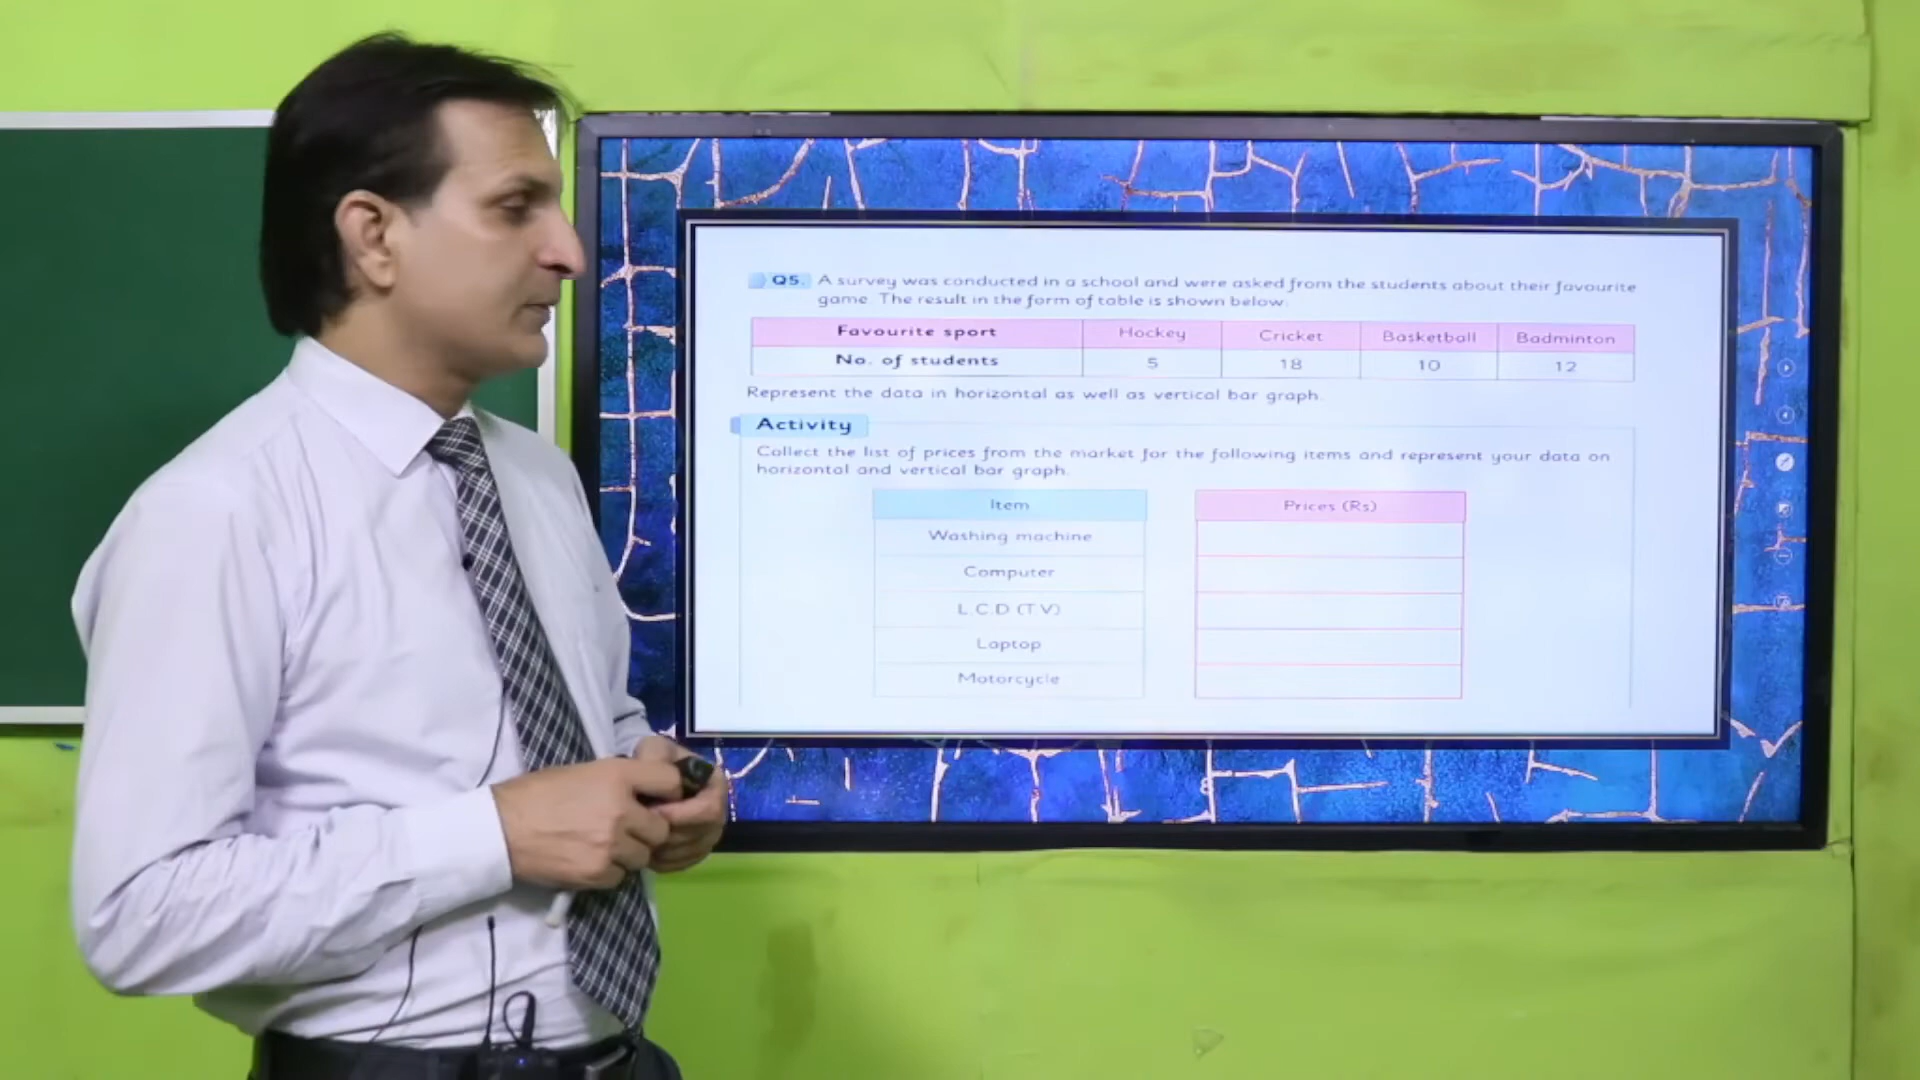 Q5. A survey was conducted in a school and were asked from the students about their favourite
game. The result in the form of table is shown below.
Favourite sport Hockey Cricket Basketball Badminton
No. of students 5 18 10 12
Represent the data in horizontal as well as vertical bar graph.
Activity
Collect the list of prices from the market for the following items and represent your data on
horizontal and vertical bar graph.
Item Prices (Rs)
Washing machine
Computer
L.C.D (T.V)
Laptop
Motorcycle